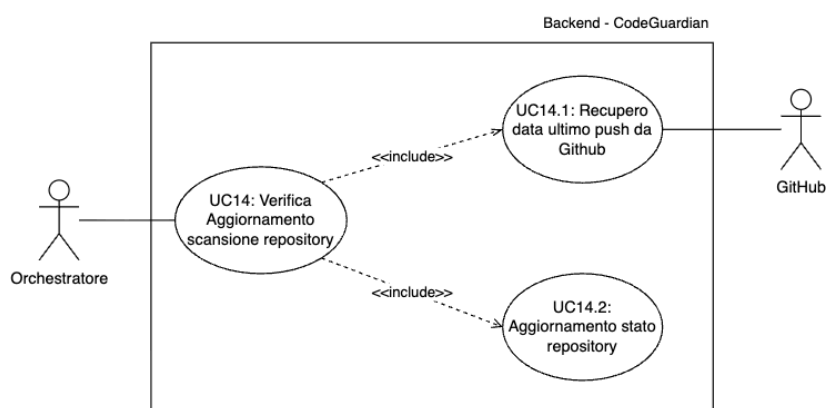 Backend - CodeGuardian
UC14.1: Recupero
data ultimo push da
Github
<<include>>
GitHub
UC14: Verifica
Aggiornamento
scansione repository
Orchestratore
<<include>>
UC14.2:
Aggiornamento stato
repository